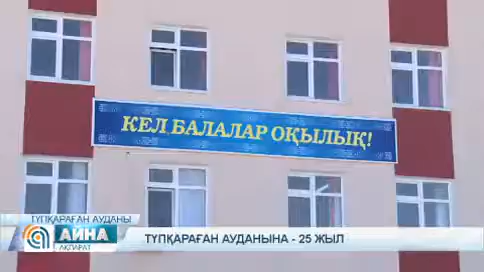 КЕЛ БАЛАЛАР ОҚЫЛЫҚ!
ТҮПҚАРАҒАН АУДАНЫ
АЙНА
АҚПАРАТ
ТҮПҚАРАҒАН АУДАНЫНА - 25 ЖЫЛ